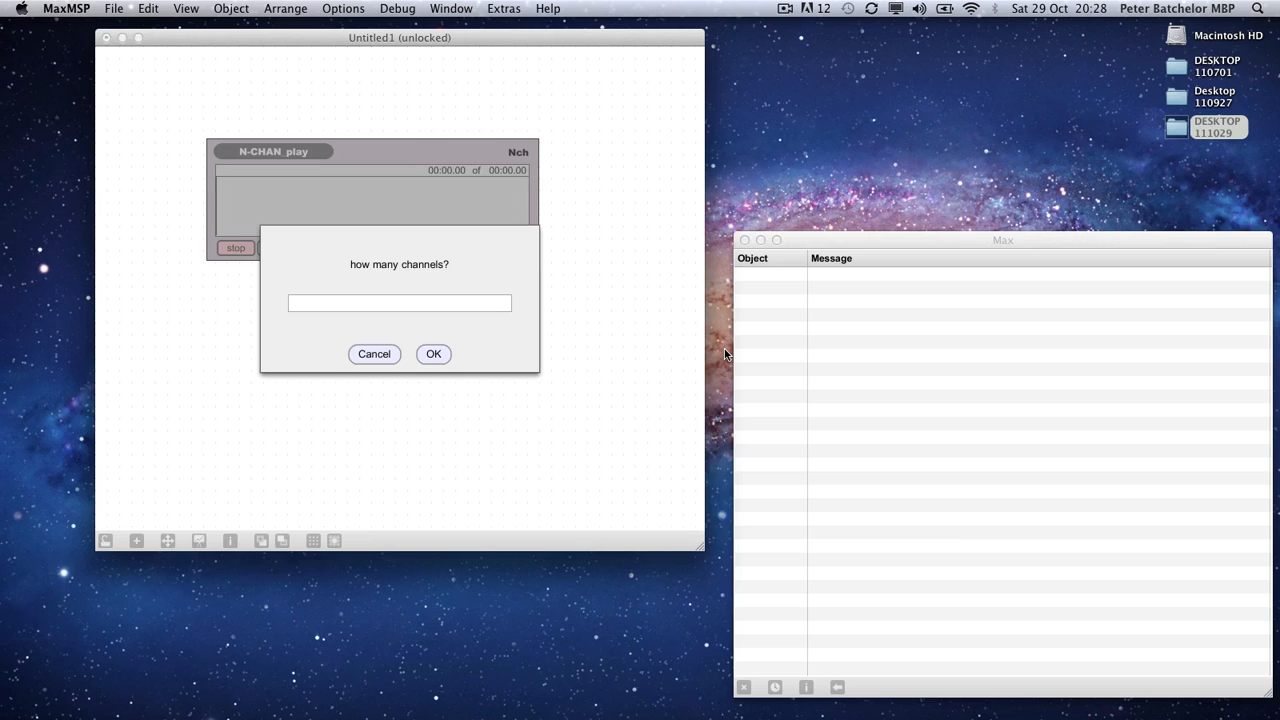 MaxMSP File Edit View Object Arrange Options Debug Window Extras Help 12 Sat 29 Oct 20:28 Peter Batchelor MBP
Macintosh HD
DESKTOP
110701
Desktop
110927
DESKTOP
111029
Untitled1 (unlocked)
N-CHAN_play Nch
00:00.00 of 00:00.00
stop
how many channels?
Cancel OK
Max
Object Message